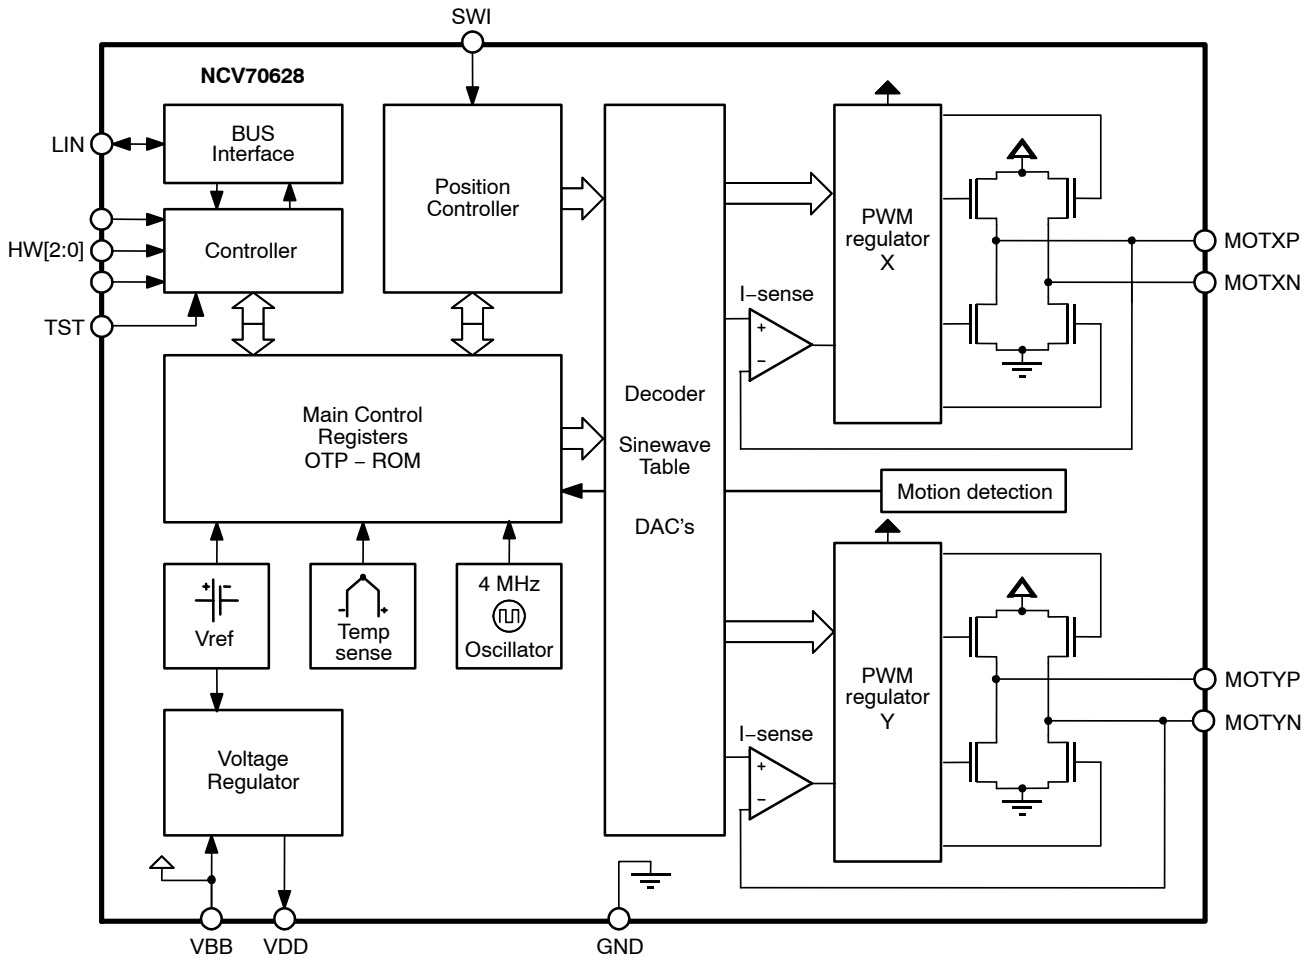 SWI
NCV70628
LIN
BUS
Interface
Position
Controller
HW[2:0]
Controller
TST
PWM
regulator
X
MOTXP
MOTXN
I−sense
+
−
Main Control
Registers
OTP − ROM
Decoder
Sinewave
Table
DAC's
Motion detection
+ −
Vref
− +
Temp
sense
4 MHz
Oscillator
PWM
regulator
Y
MOTYP
MOTYN
I−sense
+
−
Voltage
Regulator
VBB
VDD
GND